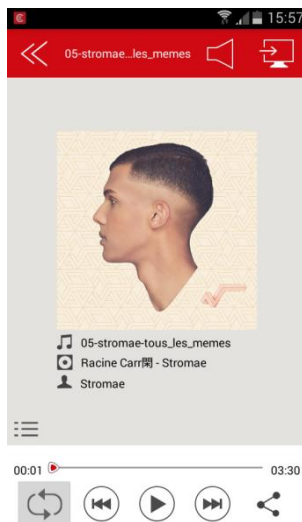 15:57
05-stromae...les_memes
05-stromae-tous_les_memes
Racine Carr閞 - Stromae
Stromae
00:01
03:30